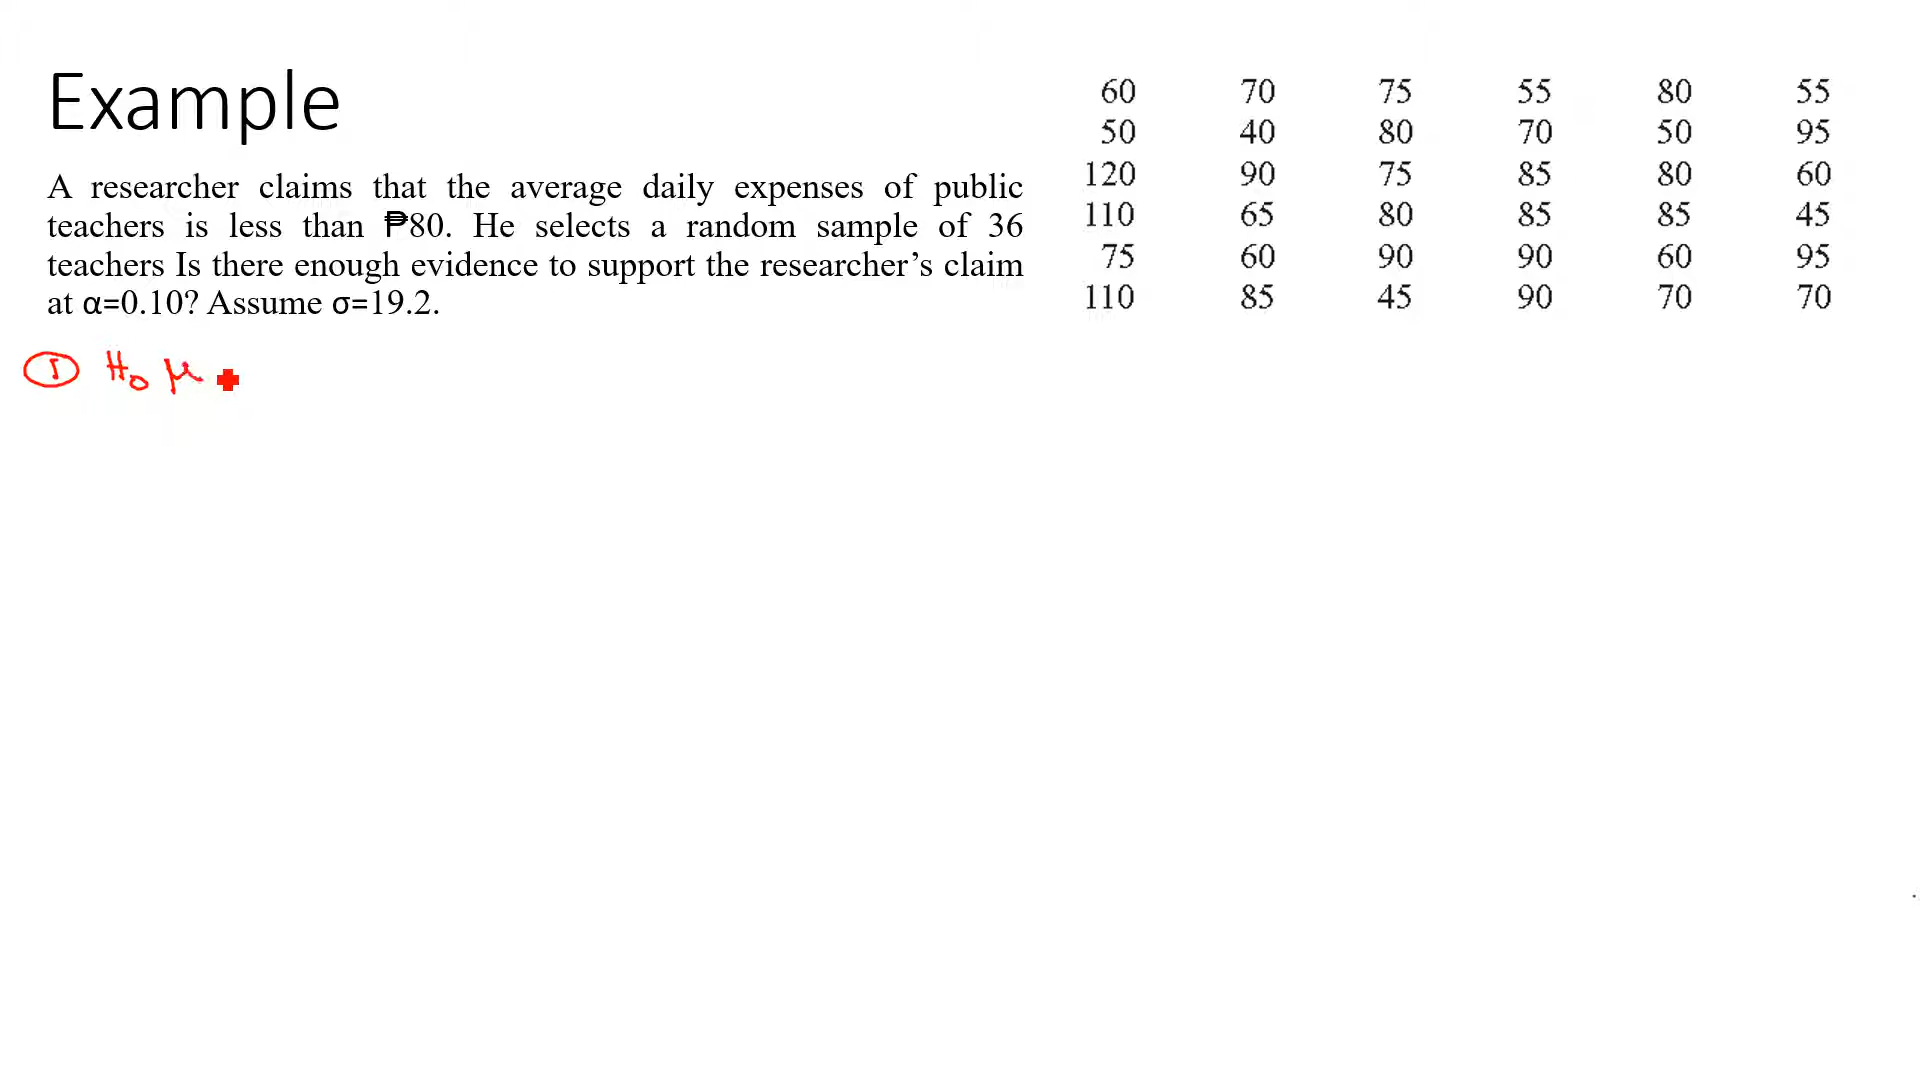 Example
A researcher claims that the average daily expenses of public
teachers is less than ₱80. He selects a random sample of 36
teachers Is there enough evidence to support the researcher’s claim
at α=0.10? Assume σ=19.2.
60 70 75 55 80 55
50 40 80 70 50 95
120 90 75 85 80 60
110 65 80 85 85 45
75 60 90 90 60 95
110 85 45 90 70 70
① H₀ μ